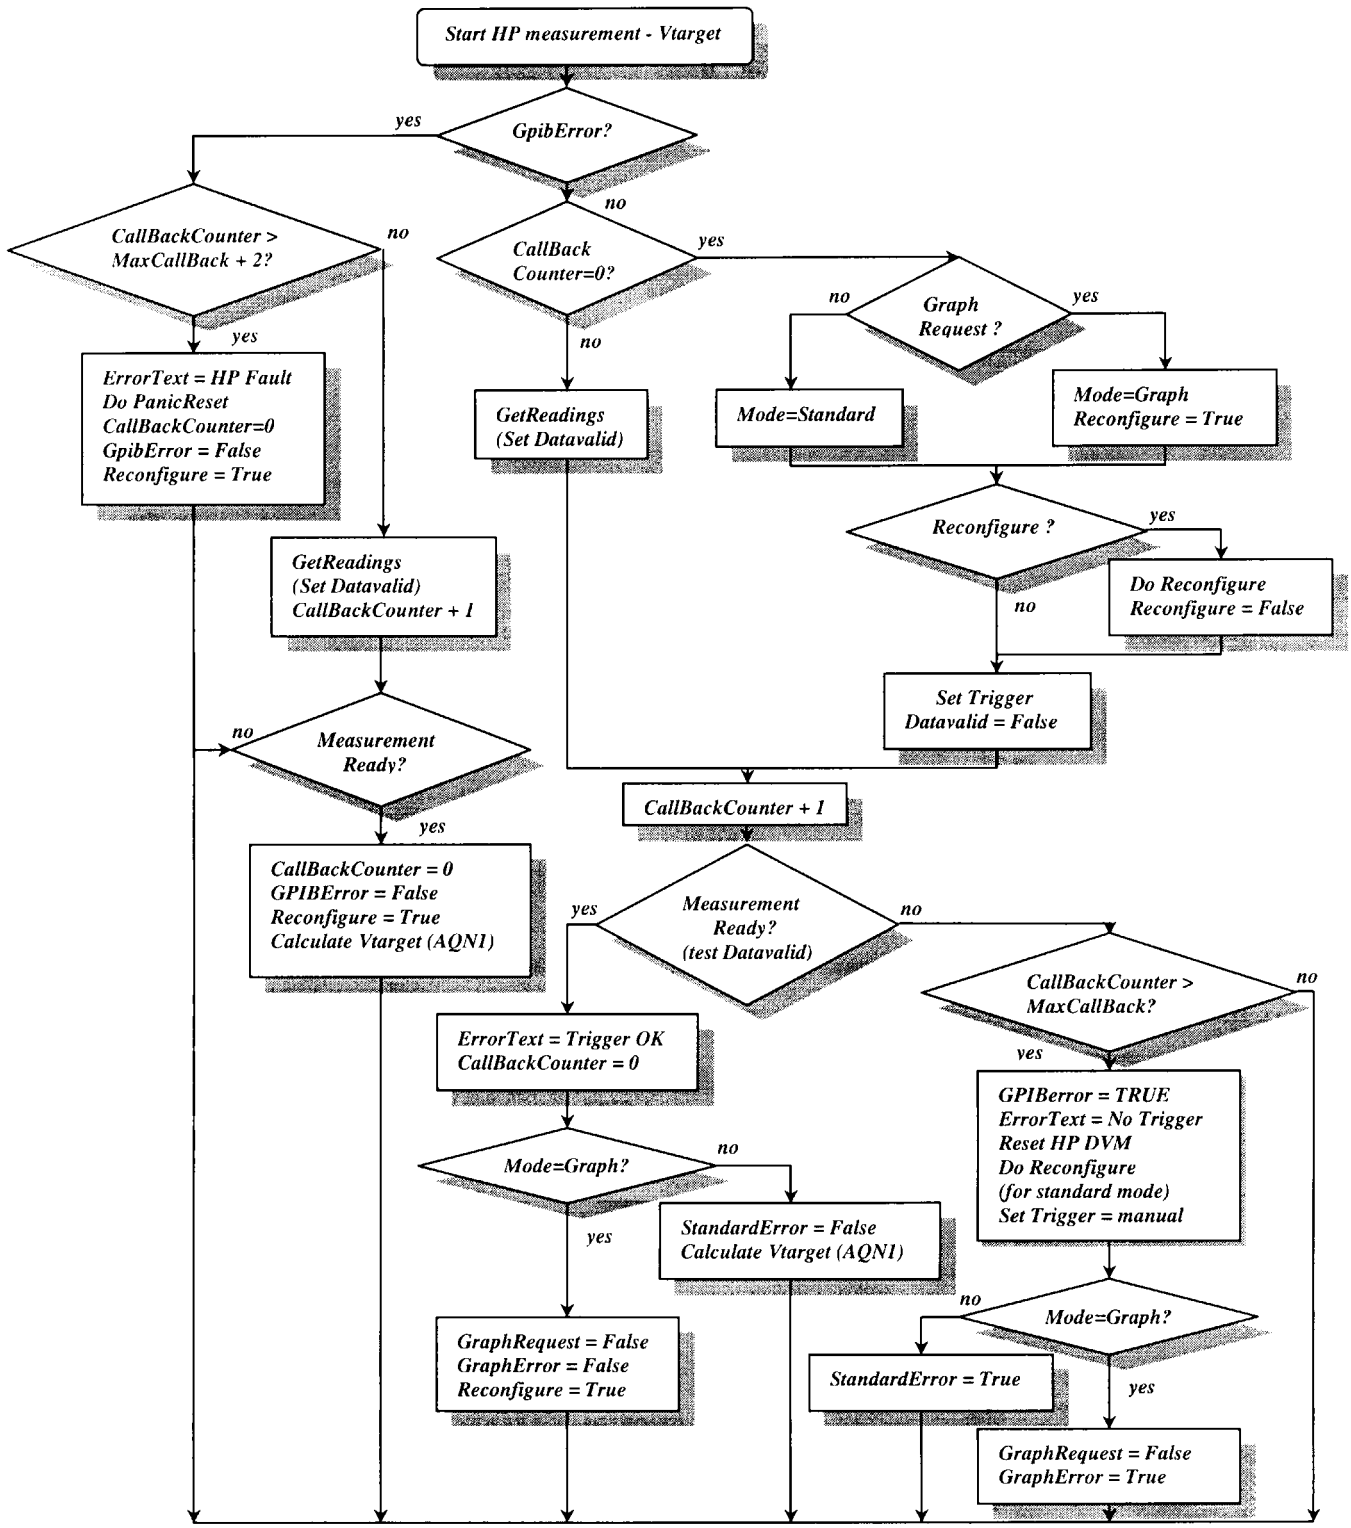 Start HP measurement - Vtarget
GpibError?
yes
no
CallBackCounter >
MaxCallBack + 2?
no
yes
CallBack
Counter=0?
yes
no
Graph
Request ?
no
yes
ErrorText = HP Fault
Do PanicReset
CallBackCounter=0
GpibError = False
Reconfigure = True
GetReadings
(Set Datavalid)
Mode=Standard
Mode=Graph
Reconfigure = True
Reconfigure ?
yes
no
GetReadings
(Set Datavalid)
CallBackCounter + 1
Do Reconfigure
Reconfigure = False
Set Trigger
Datavalid = False
no
Measurement
Ready?
yes
CallBackCounter + 1
CallBackCounter = 0
GPIBError = False
Reconfigure = True
Calculate Vtarget (AQN1)
yes
Measurement
Ready?
(test Datavalid)
no
CallBackCounter >
MaxCallBack?
no
yes
ErrorText = Trigger OK
CallBackCounter = 0
GPIBerror = TRUE
ErrorText = No Trigger
Reset HP DVM
Do Reconfigure
(for standard mode)
Set Trigger = manual
Mode=Graph?
no
yes
StandardError = False
Calculate Vtarget (AQN1)
no
Mode=Graph?
yes
GraphRequest = False
GraphError = False
Reconfigure = True
StandardError = True
GraphRequest = False
GraphError = True